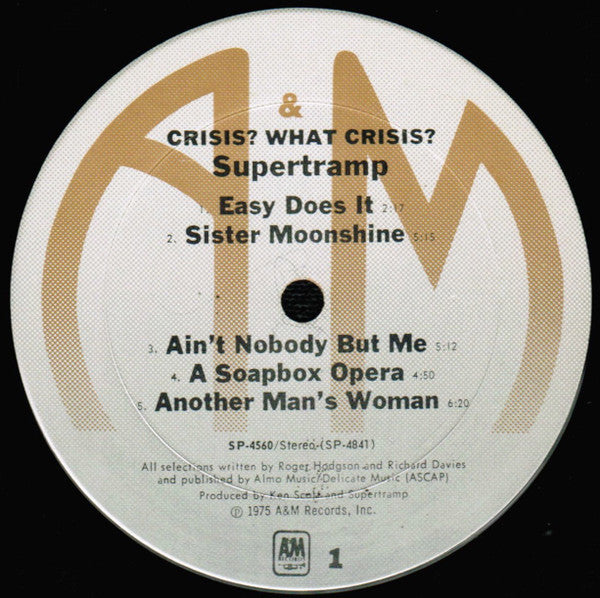 A & M
CRISIS? WHAT CRISIS?
Supertramp
1. Easy Does It 2:17
2. Sister Moonshine 5:15
3. Ain't Nobody But Me 5:12
4. A Soapbox Opera 4:50
5. Another Man's Woman 6:20
SP-4560/Stereo-(SP-4841)
All selections written by Roger Hodgson and Richard Davies
and published by Almo Music/Delicate Music (ASCAP)
Produced by Ken Scott and Supertramp
℗ 1975 A&M Records, Inc.
A&M
RECORDS
1